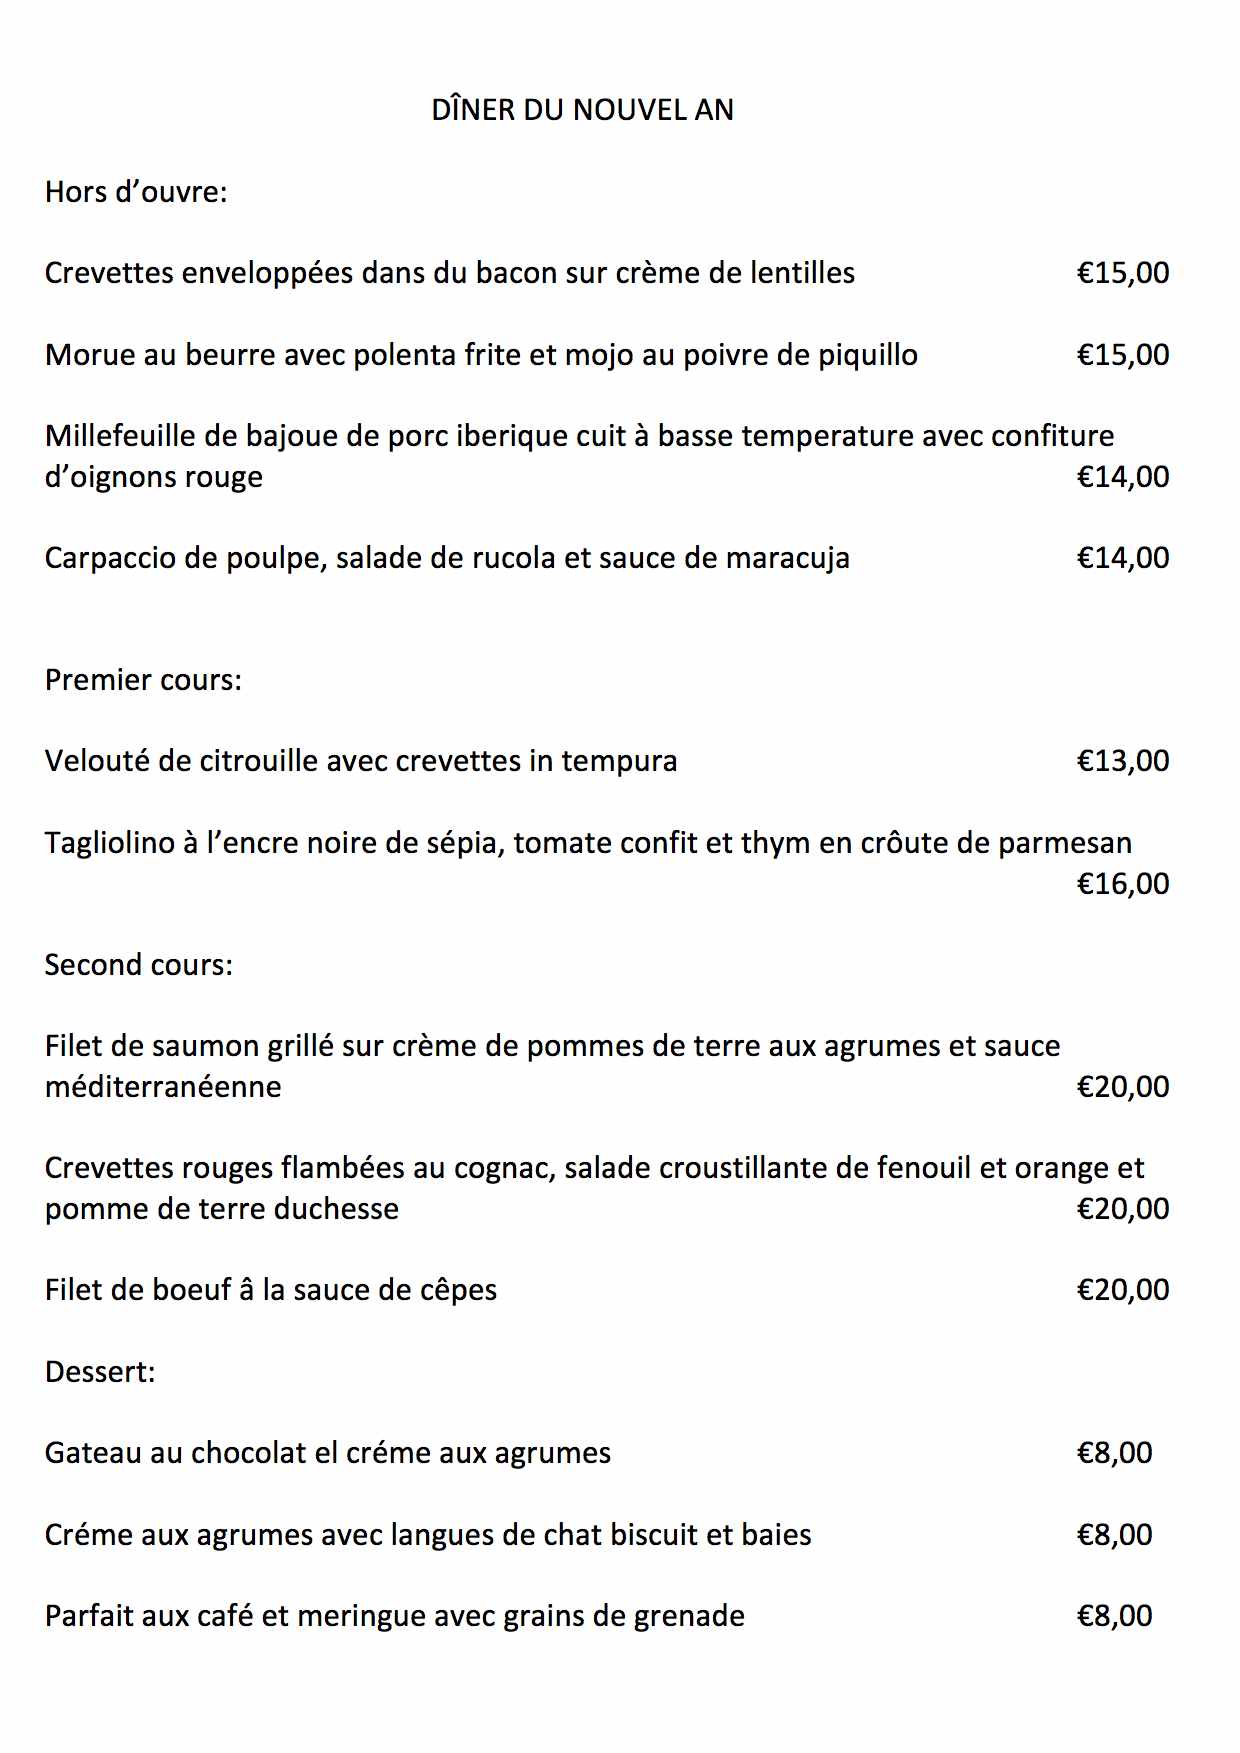 DÎNER DU NOUVEL AN
Hors d’ouvre:
Crevettes enveloppées dans du bacon sur crème de lentilles €15,00
Morue au beurre avec polenta frite et mojo au poivre de piquillo €15,00
Millefeuille de bajoue de porc iberique cuit à basse temperature avec confiture
d’oignons rouge €14,00
Carpaccio de poulpe, salade de rucola et sauce de maracuja €14,00
Premier cours:
Velouté de citrouille avec crevettes in tempura €13,00
Tagliolino à l’encre noire de sépia, tomate confit et thym en crôute de parmesan
€16,00
Second cours:
Filet de saumon grillé sur crème de pommes de terre aux agrumes et sauce
méditerranéenne €20,00
Crevettes rouges flambées au cognac, salade croustillante de fenouil et orange et
pomme de terre duchesse €20,00
Filet de boeuf â la sauce de cêpes €20,00
Dessert:
Gateau au chocolat el créme aux agrumes €8,00
Créme aux agrumes avec langues de chat biscuit et baies €8,00
Parfait aux café et meringue avec grains de grenade €8,00